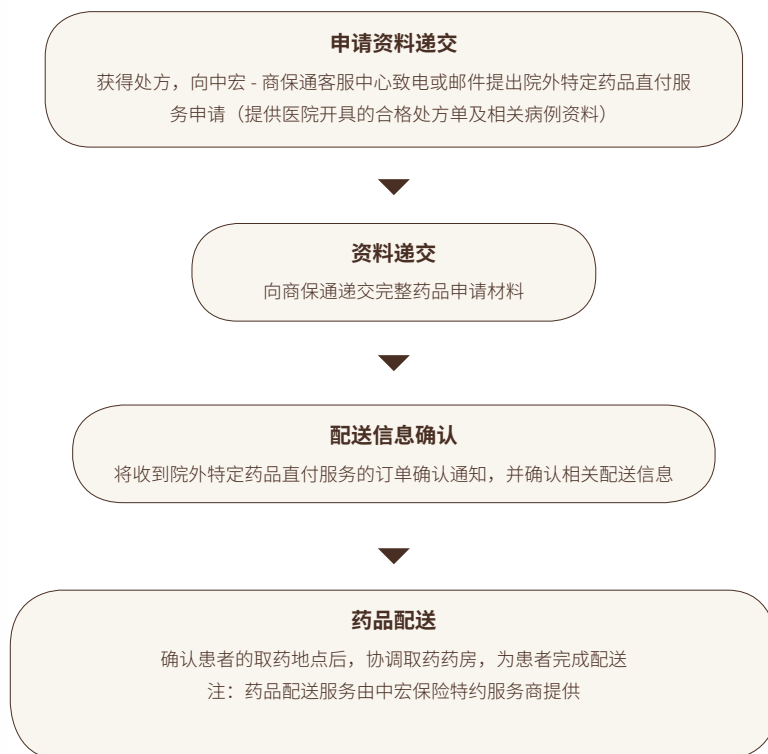 申请资料递交
获得处方，向中宏 - 商保通客服中心致电或邮件提出院外特定药品直付服
务申请（提供医院开具的合格处方单及相关病例资料）
资料递交
向商保通递交完整药品申请材料
配送信息确认
将收到院外特定药品直付服务的订单确认通知，并确认相关配送信息
药品配送
确认患者的取药地点后，协调取药药房，为患者完成配送
注：药品配送服务由中宏保险特约服务商提供